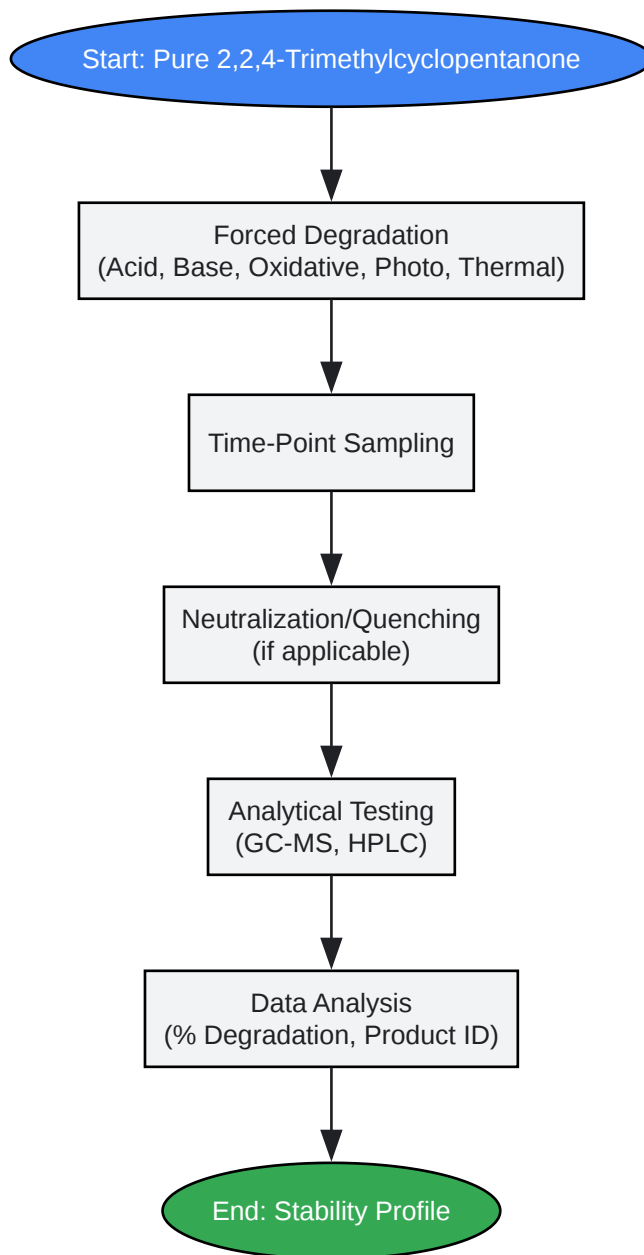 Start: Pure 2,2,4-Trimethylcyclopentanone
Forced Degradation
(Acid, Base, Oxidative, Photo, Thermal)
Time-Point Sampling
Neutralization/Quenching
(if applicable)
Analytical Testing
(GC-MS, HPLC)
Data Analysis
(% Degradation, Product ID)
End: Stability Profile